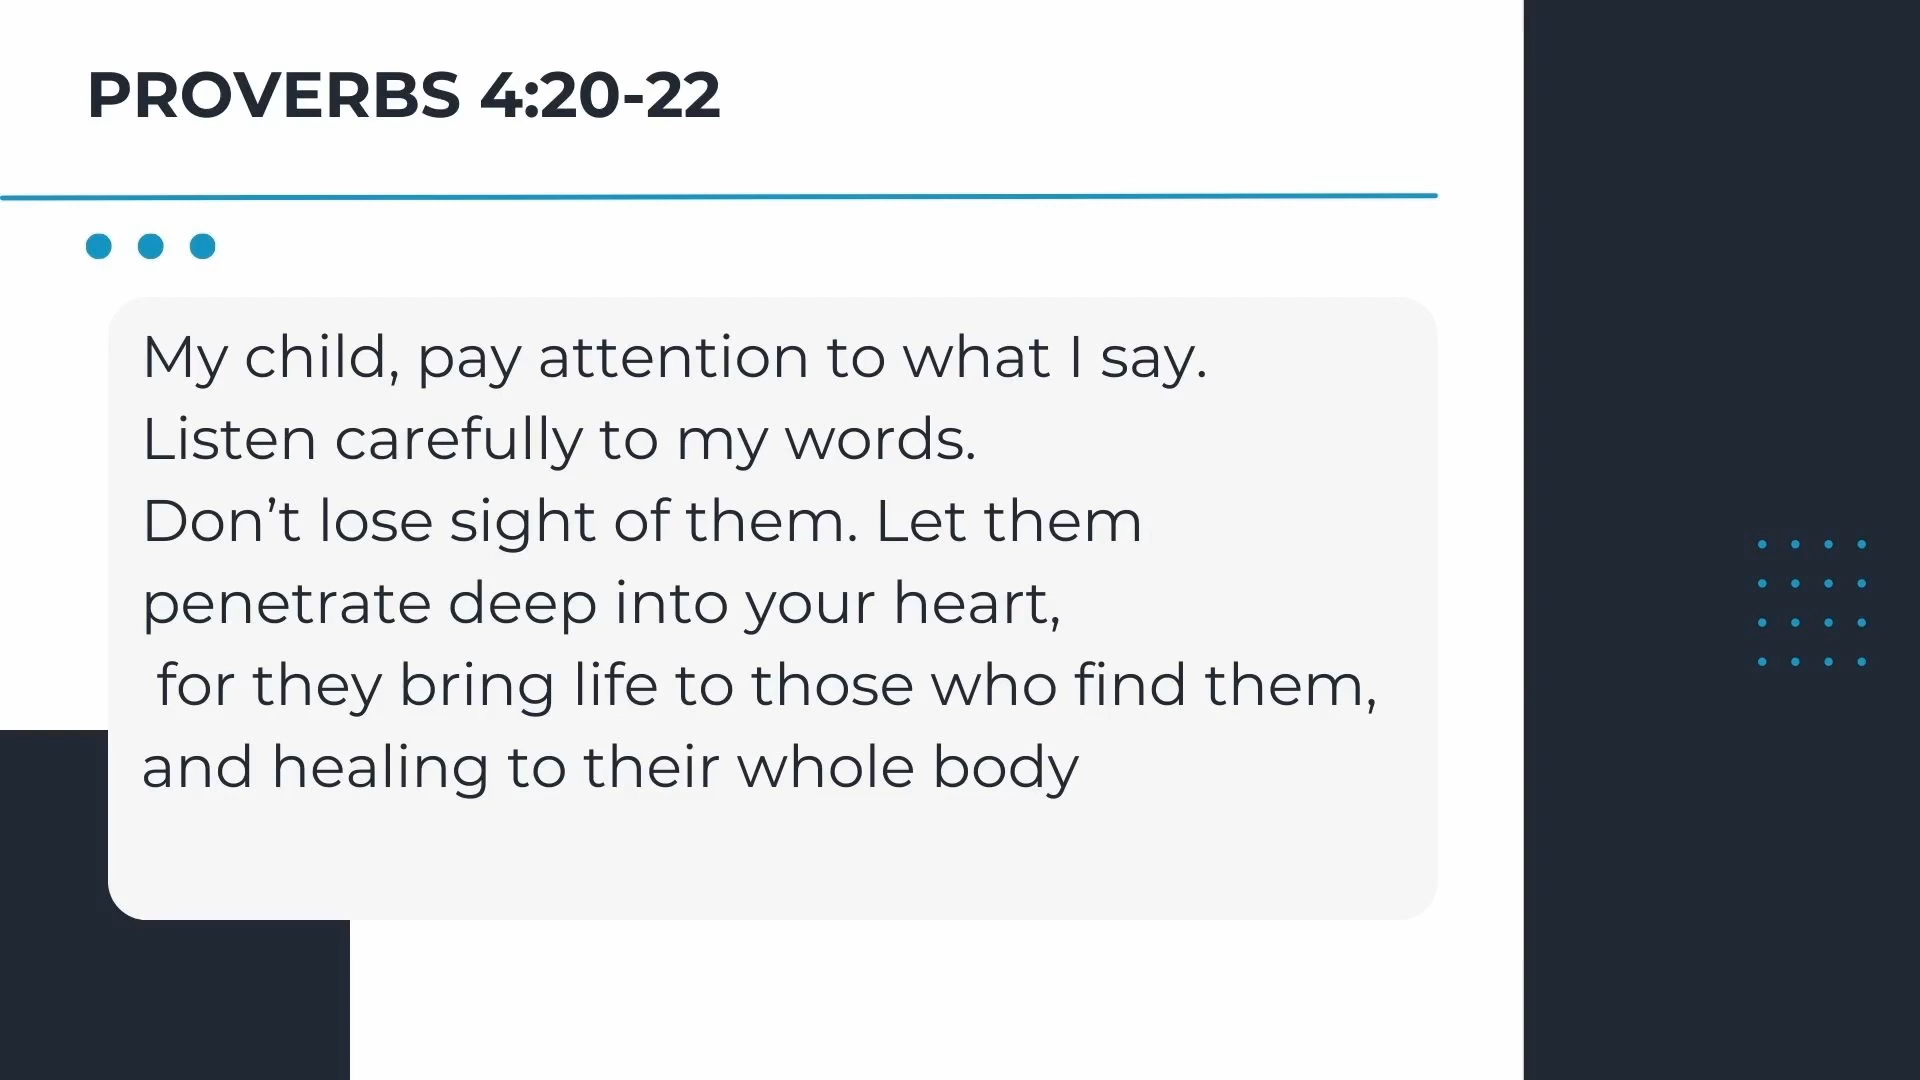 PROVERBS 4:20-22
My child, pay attention to what I say.
Listen carefully to my words.
Don’t lose sight of them. Let them
penetrate deep into your heart,
for they bring life to those who find them,
and healing to their whole body